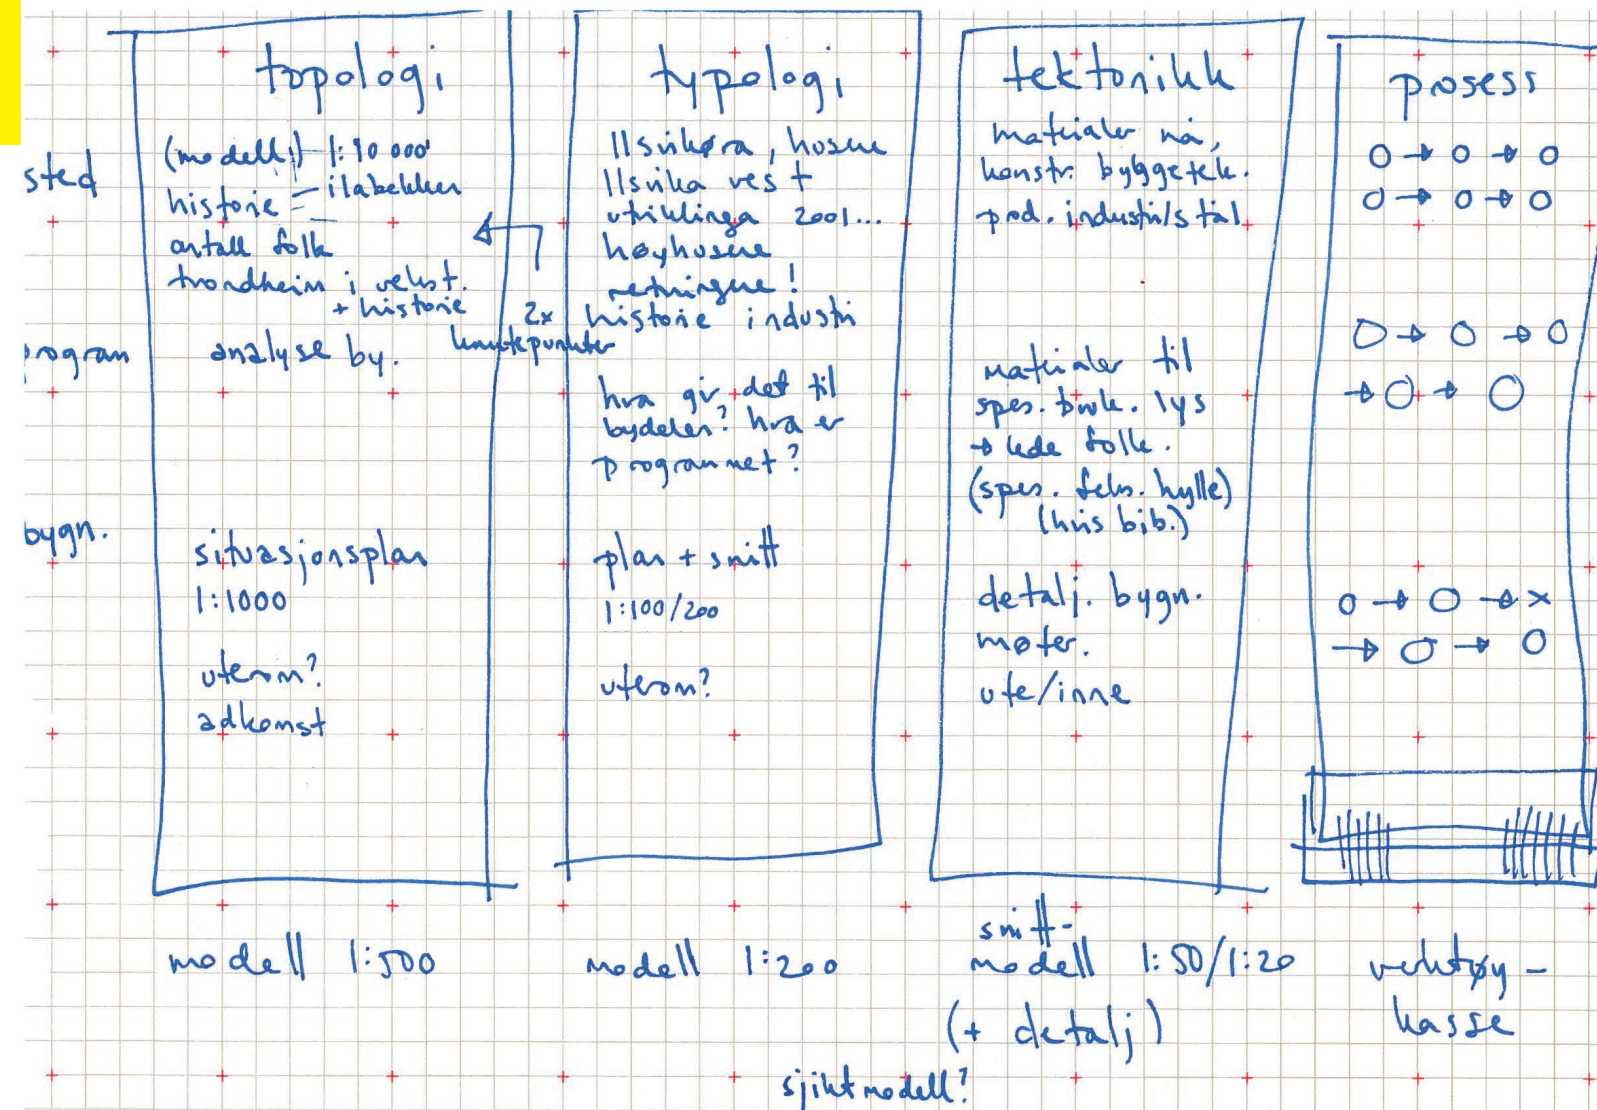 topologi
(modell) 1:10 000
historie = ilabekken
antall folk
trondheim i vekst.
+ historie
analyse by.
situasjonsplan
1:1000
uterom?
adkomst
modell 1:500
sted
program
bygn.
2x
knutepunkter
typologi
Ilsvikøra, husene
Ilsvika vest
utviklinga 2001...
høyhusene
retningene!
historie industri
hva gir det til
bydelen? hva er
programmet?
plan + snitt
1:100/200
uterom?
modell 1:200
tektonikk
materialer nå,
konstr. byggetek.
prod. industri/stål
materialer til
spes. bruk. lys
→ lede folk.
(spes. feks. hylle)
(hvis bib.)
detalj. bygn.
møter.
ute/inne
snitt-
modell 1:50/1:20
(+ detalj)
sjiktmodell?
prosess
verktøy-
kasse